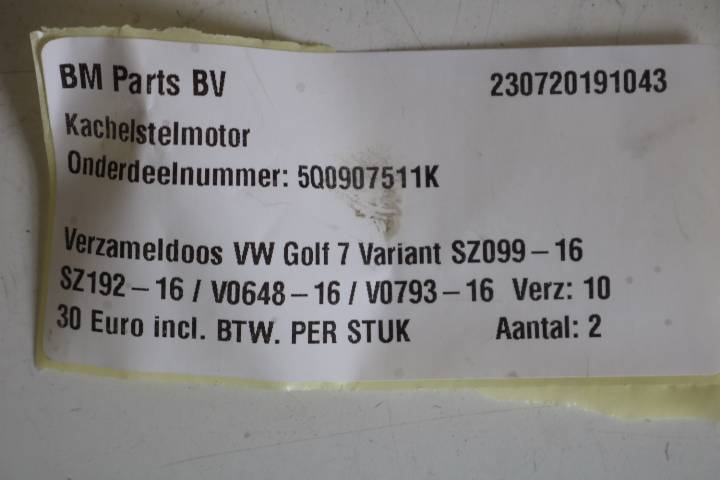 BM Parts BV 230720191043
Kachelstelmotor
Onderdeelnummer: 5Q0907511K
Verzameldoos VW Golf 7 Variant SZ099-16
SZ192-16 / V0648-16 / V0793-16 Verz: 10
30 Euro incl. BTW. PER STUK Aantal: 2